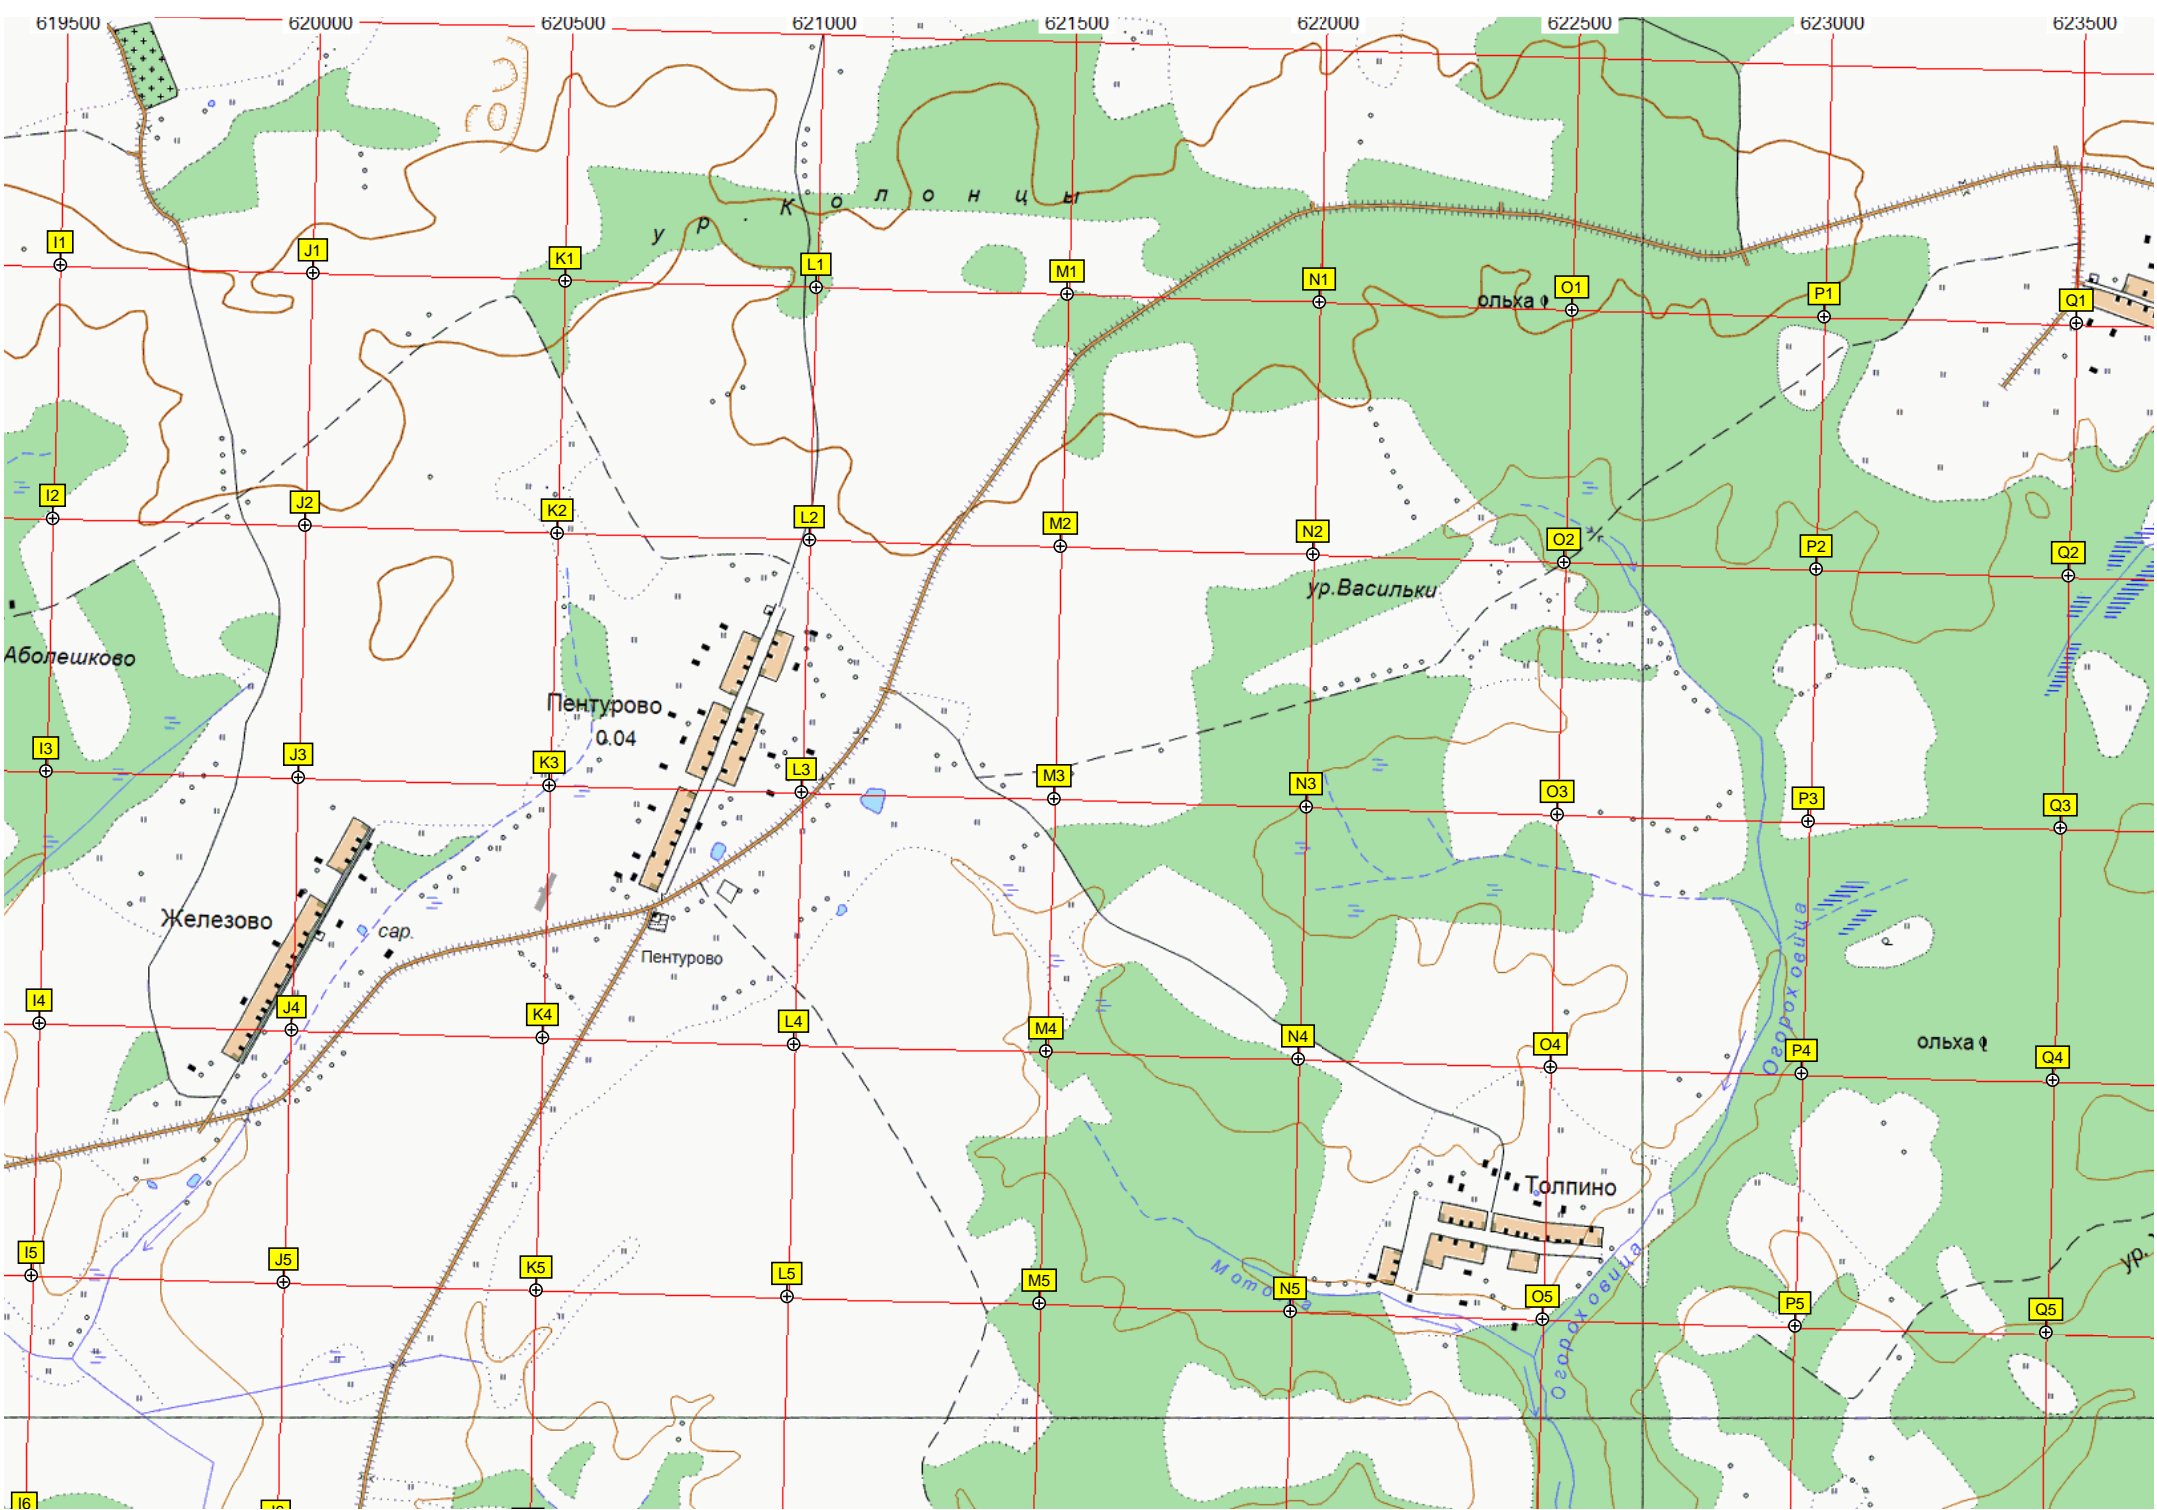 619500 620000 620500 621000 621500 622000 622500 623000 623500
ур. Колонцы
I1 J1 K1 L1 M1 N1 O1 P1 Q1
ольха
I2 J2 K2 L2 M2 N2 O2 P2 Q2
ур.Васильки
Аболешково
Пентурово
0.04
I3 J3 K3 L3 M3 N3 O3 P3 Q3
Железово
сар.
Пентурово
Огороховица
I4 J4 K4 L4 M4 N4 O4 P4 Q4
ольха
Толпино
ур.
I5 J5 K5 L5 M5 N5 O5 P5 Q5
Огороховица
I6